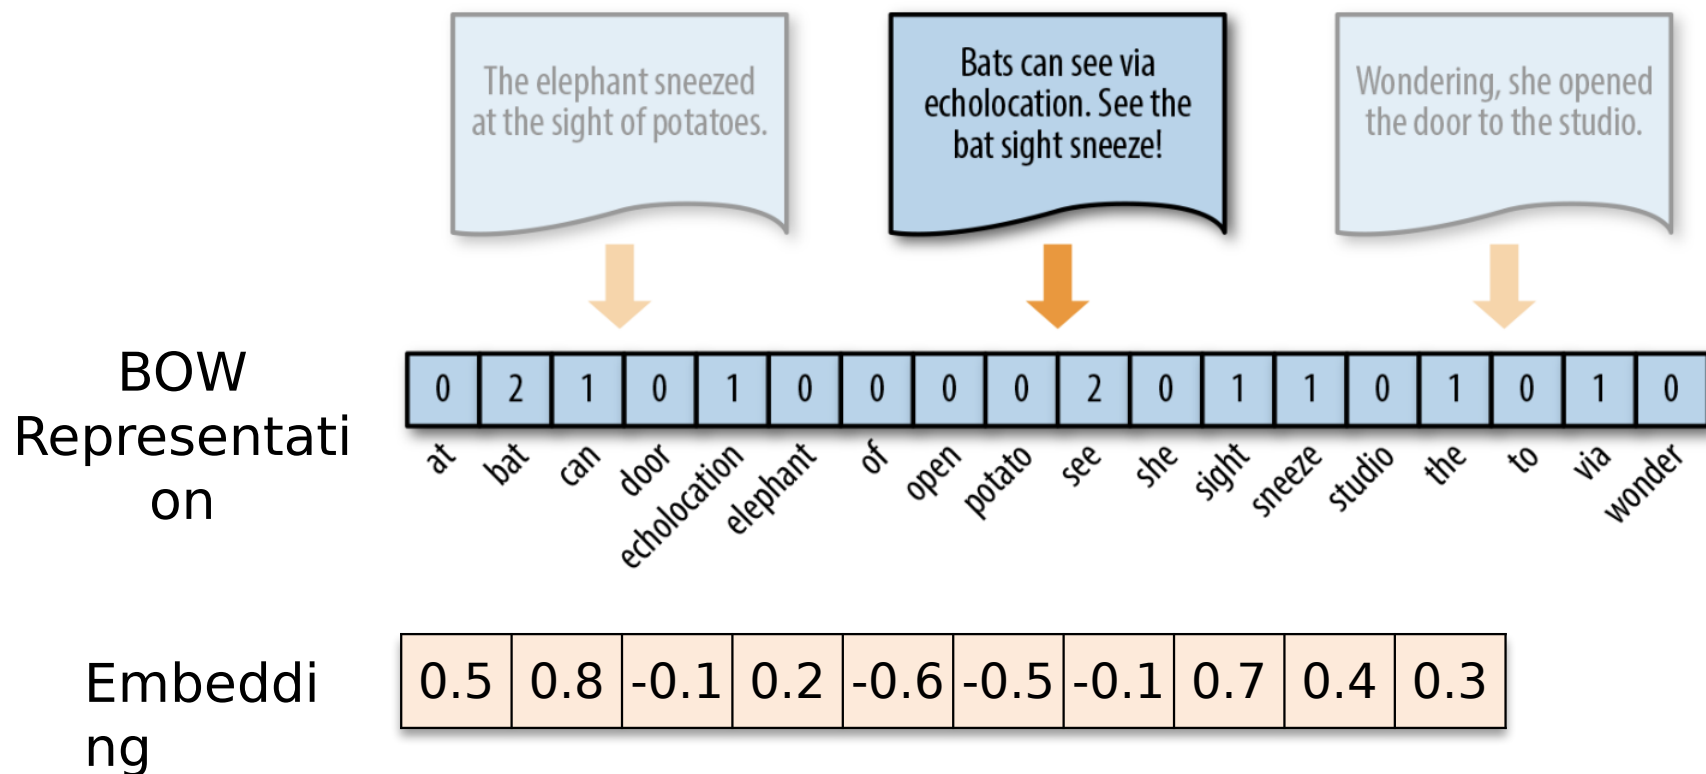 The elephant sneezed
at the sight of potatoes.
Bats can see via
echolocation. See the
bat sight sneeze!
Wondering, she opened
the door to the studio.
BOW
Representati
on
0 2 1 0 1 0 0 0 0 2 0 1 1 0 1 0 1 0
at bat can door echolocation elephant of open potato see she sight sneeze studio the to via wonder
Embeddi
ng
0.5 0.8 -0.1 0.2 -0.6 -0.5 -0.1 0.7 0.4 0.3